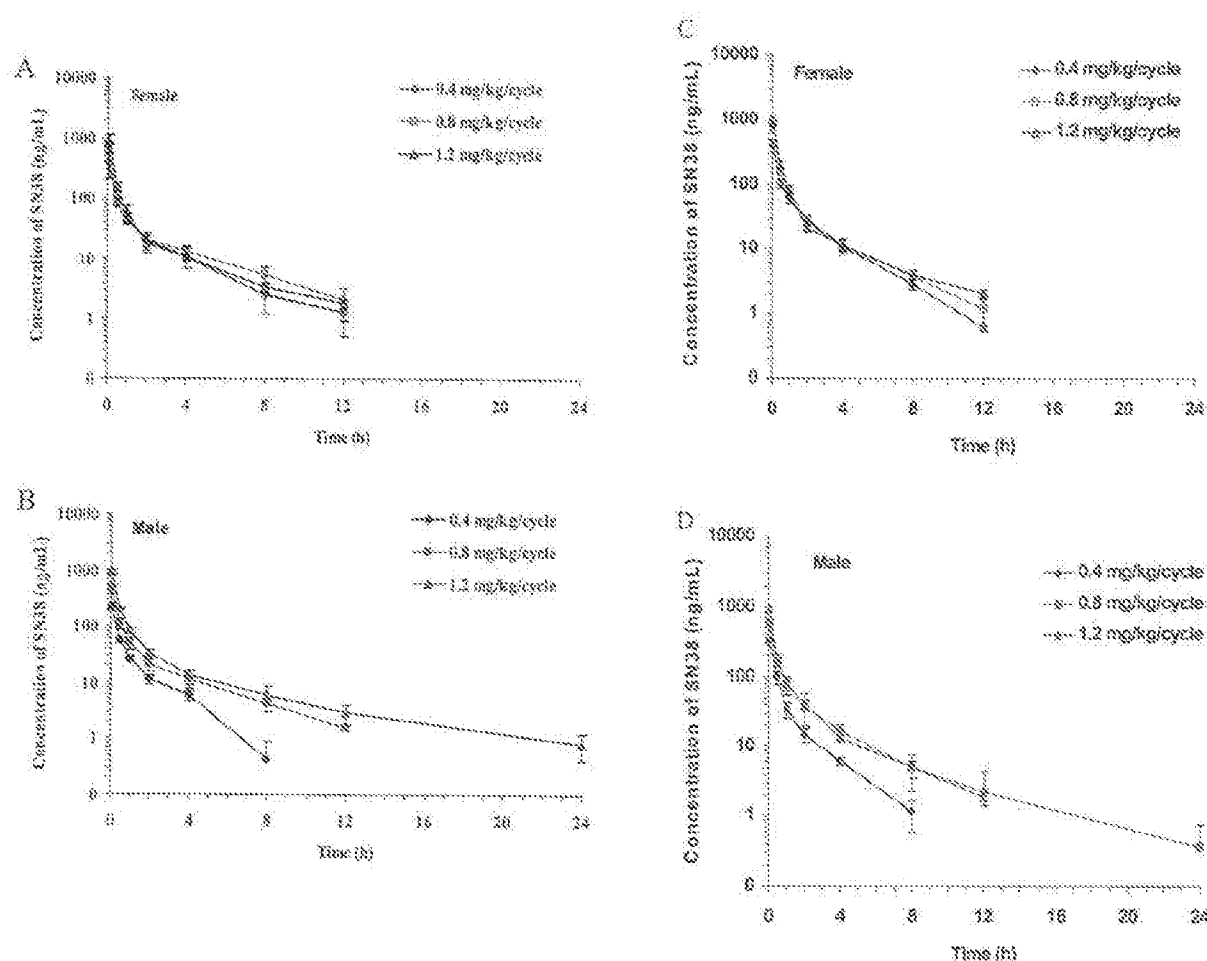 A
Female
0.4 mg/kg/cycle
0.8 mg/kg/cycle
1.2 mg/kg/cycle
Concentration of SN38 (ng/mL)
10000
1000
100
10
1
0
0 4 8 12 16 20 24
Time (h)
B
Male
0.4 mg/kg/cycle
0.8 mg/kg/cycle
1.2 mg/kg/cycle
Concentration of SN38 (ng/mL)
10000
1000
100
10
1
0
0 4 8 12 16 20 24
Time (h)
C
Female
0.4 mg/kg/cycle
0.8 mg/kg/cycle
1.2 mg/kg/cycle
Concentration of SN38 (ng/mL)
10000
1000
100
10
1
0
0 4 8 12 16 20 24
Time (h)
D
Male
0.4 mg/kg/cycle
0.8 mg/kg/cycle
1.2 mg/kg/cycle
Concentration of SN38 (ng/mL)
10000
1000
100
10
1
0
0 4 8 12 16 20 24
Time (h)